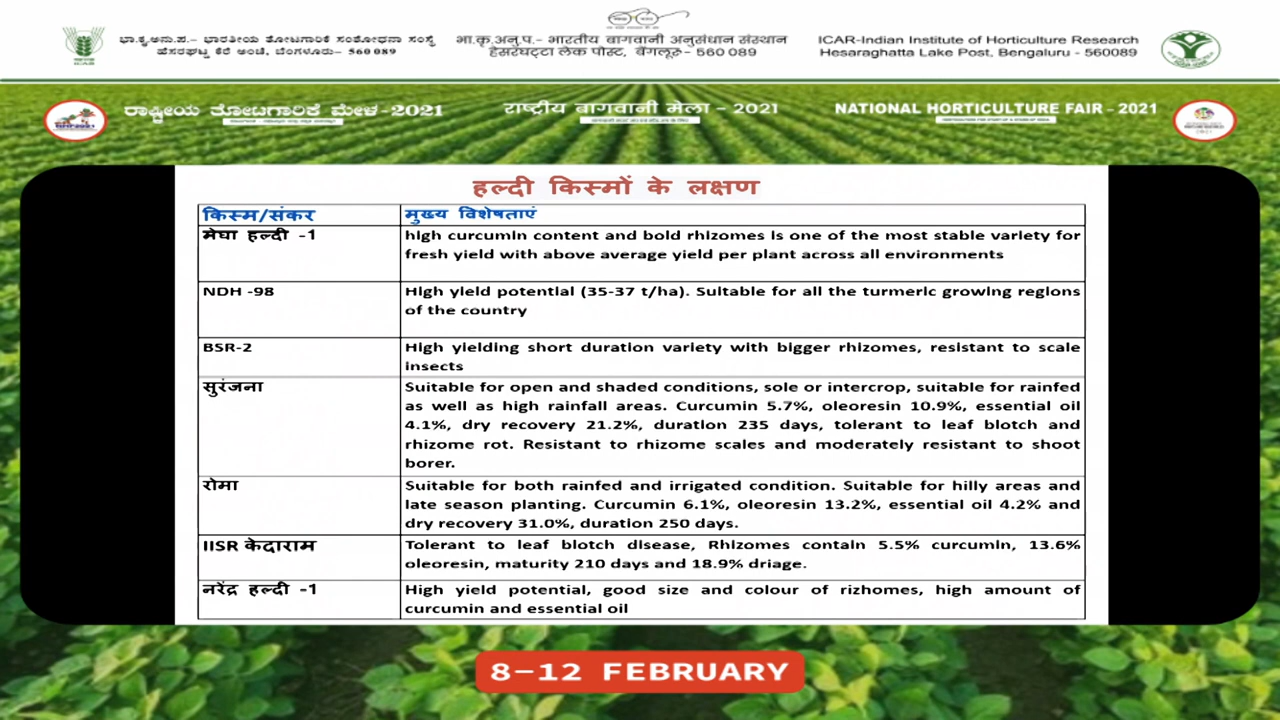 ಭಾ.ಕೃ.ಅನು.ಪ.- ಭಾರತೀಯ ತೋಟಗಾರಿಕೆ ಸಂಶೋಧನಾ ಸಂಸ್ಥೆ
ಹೆಸರಘಟ್ಟ ಕೆರೆ ಅಂಚೆ, ಬೆಂಗಳೂರು- 560 089
भा.कृ.अनु.प.- भारतीय बागवानी अनुसंधान संस्थान
हेसरघट्टा लेक पोस्ट, बेंगलूरू- 560 089
ICAR-Indian Institute of Horticulture Research
Hesaraghatta Lake Post, Bengaluru - 560089
ICAR
ರಾಷ್ಟ್ರೀಯ ತೋಟಗಾರಿಕೆ ಮೇಳ-2021
राष्ट्रीय बागवानी मेला - 2021
NATIONAL HORTICULTURE FAIR - 2021
हल्दी किस्मों के लक्षण
किस्म/संकर
मुख्य विशेषताएं
मेघा हल्दी -1
high curcumin content and bold rhizomes is one of the most stable variety for
fresh yield with above average yield per plant across all environments
NDH -98
High yield potential (35-37 t/ha). Suitable for all the turmeric growing regions
of the country
BSR-2
High yielding short duration variety with bigger rhizomes, resistant to scale
insects
सुरंजना
Suitable for open and shaded conditions, sole or intercrop, suitable for rainfed
as well as high rainfall areas. Curcumin 5.7%, oleoresin 10.9%, essential oil
4.1%, dry recovery 21.2%, duration 235 days, tolerant to leaf blotch and
rhizome rot. Resistant to rhizome scales and moderately resistant to shoot
borer.
रोमा
Suitable for both rainfed and irrigated condition. Suitable for hilly areas and
late season planting. Curcumin 6.1%, oleoresin 13.2%, essential oil 4.2% and
dry recovery 31.0%, duration 250 days.
IISR केदाराम
Tolerant to leaf blotch disease, Rhizomes contain 5.5% curcumin, 13.6%
oleoresin, maturity 210 days and 18.9% driage.
नरेंद्र हल्दी -1
High yield potential, good size and colour of rizhomes, high amount of
curcumin and essential oil
8-12 FEBRUARY